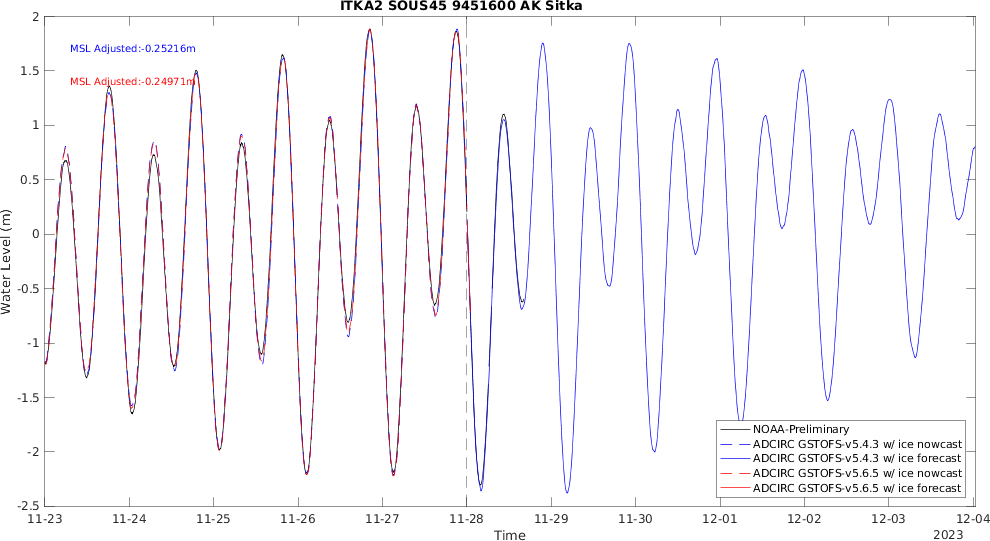 ITKA2 SOUS45 9451600 AK Sitka
MSL Adjusted:-0.25216m
MSL Adjusted:-0.24971m
Water Level (m)
2
1.5
1
0.5
0
-0.5
-1
-1.5
-2
-2.5
NOAA-Preliminary
ADCIRC GSTOFS-v5.4.3 w/ ice nowcast
ADCIRC GSTOFS-v5.4.3 w/ ice forecast
ADCIRC GSTOFS-v5.6.5 w/ ice nowcast
ADCIRC GSTOFS-v5.6.5 w/ ice forecast
11-23 11-24 11-25 11-26 11-27 11-28 11-29 11-30 12-01 12-02 12-03 12-04
Time
2023